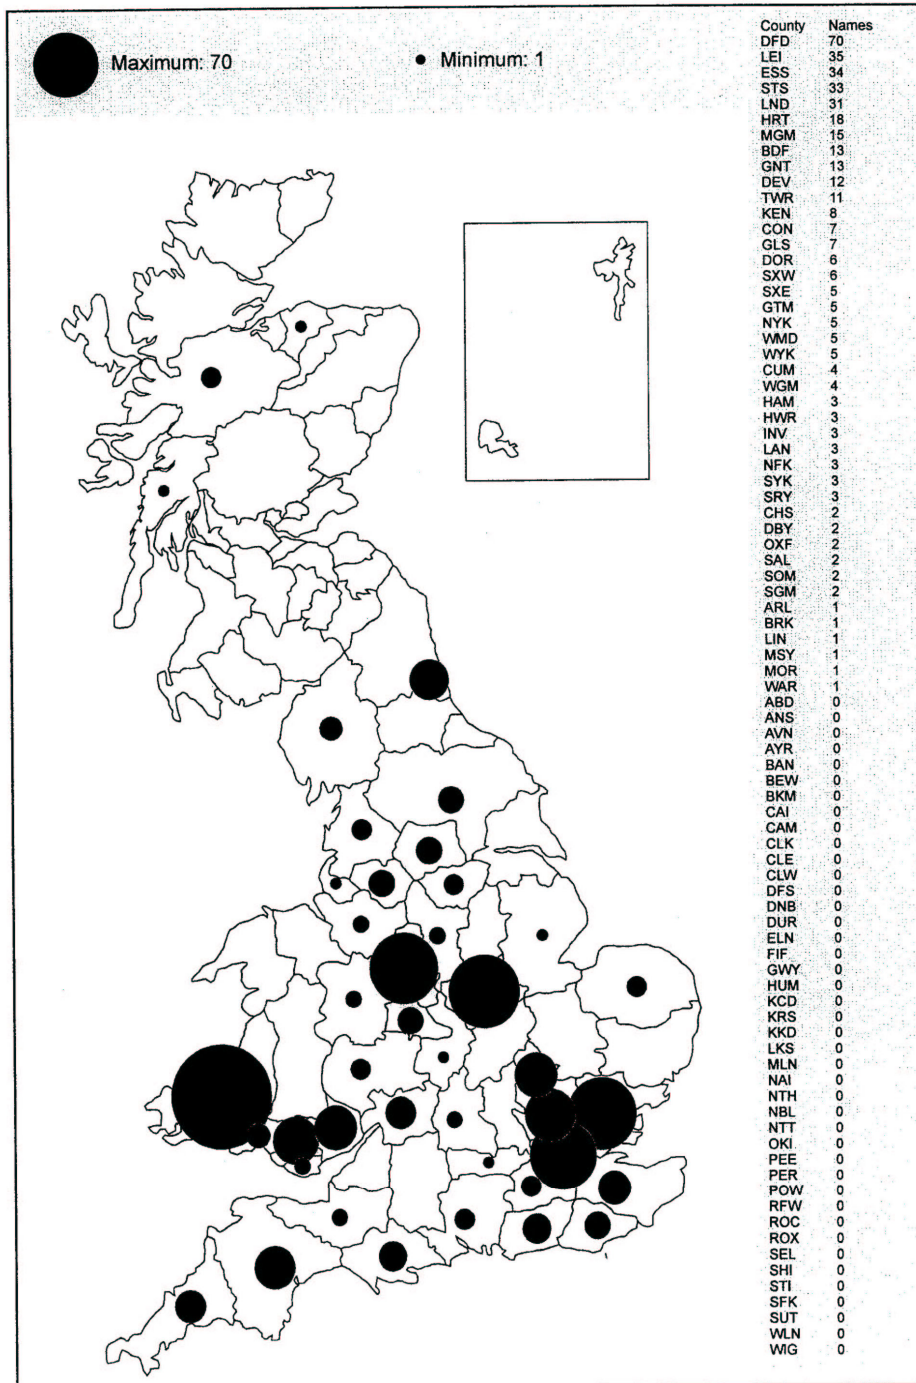 Maximum: 70
Minimum: 1
County Names
DFD 70
LEI 35
ESS 34
STS 33
LND 31
HRT 18
MGM 15
BDF 13
GNT 13
DEV 12
TWR 11
KEN 8
CON 7
GLS 7
DOR 6
SXW 6
SXE 5
GTM 5
NYK 5
WMD 5
WYK 5
CUM 4
WGM 4
HAM 3
HWR 3
INV 3
LAN 3
NFK 3
SYK 3
SRY 3
CHS 2
DBY 2
OXF 2
SAL 2
SOM 2
SGM 2
ARL 1
BRK 1
LIN 1
MSY 1
MOR 1
WAR 1
ABD 0
ANS 0
AVN 0
AYR 0
BAN 0
BEW 0
BKM 0
CAI 0
CAM 0
CLK 0
CLE 0
CLW 0
DFS 0
DNB 0
DUR 0
ELN 0
FIF 0
GWY 0
HUM 0
KCD 0
KRS 0
KKD 0
LKS 0
MLN 0
NAI 0
NTH 0
NBL 0
NTT 0
OKI 0
PEE 0
PER 0
POW 0
RFW 0
ROC 0
ROX 0
SEL 0
SHI 0
STI 0
SFK 0
SUT 0
WLN 0
WIG 0